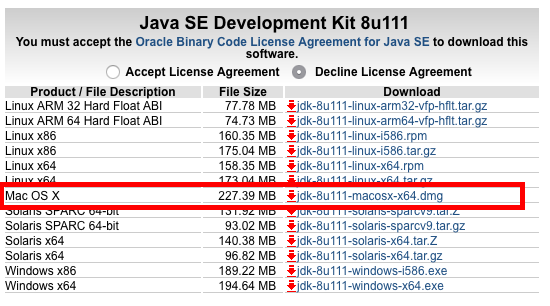 Java SE Development Kit 8u111
You must accept the Oracle Binary Code License Agreement for Java SE to download this
software.
Accept License Agreement Decline License Agreement
Product / File Description File Size Download
Linux ARM 32 Hard Float ABI 77.78 MB jdk-8u111-linux-arm32-vfp-hflt.tar.gz
Linux ARM 64 Hard Float ABI 74.73 MB jdk-8u111-linux-arm64-vfp-hflt.tar.gz
Linux x86 160.35 MB jdk-8u111-linux-i586.rpm
Linux x86 175.04 MB jdk-8u111-linux-i586.tar.gz
Linux x64 158.35 MB jdk-8u111-linux-x64.rpm
Linux x64 173.04 MB jdk-8u111-linux-x64.tar.gz
Mac OS X 227.39 MB jdk-8u111-macosx-x64.dmg
Solaris SPARC 64-bit 131.92 MB jdk-8u111-solaris-sparcv9.tar.Z
Solaris SPARC 64-bit 93.02 MB jdk-8u111-solaris-sparcv9.tar.gz
Solaris x64 140.38 MB jdk-8u111-solaris-x64.tar.Z
Solaris x64 96.82 MB jdk-8u111-solaris-x64.tar.gz
Windows x86 189.22 MB jdk-8u111-windows-i586.exe
Windows x64 194.64 MB jdk-8u111-windows-x64.exe